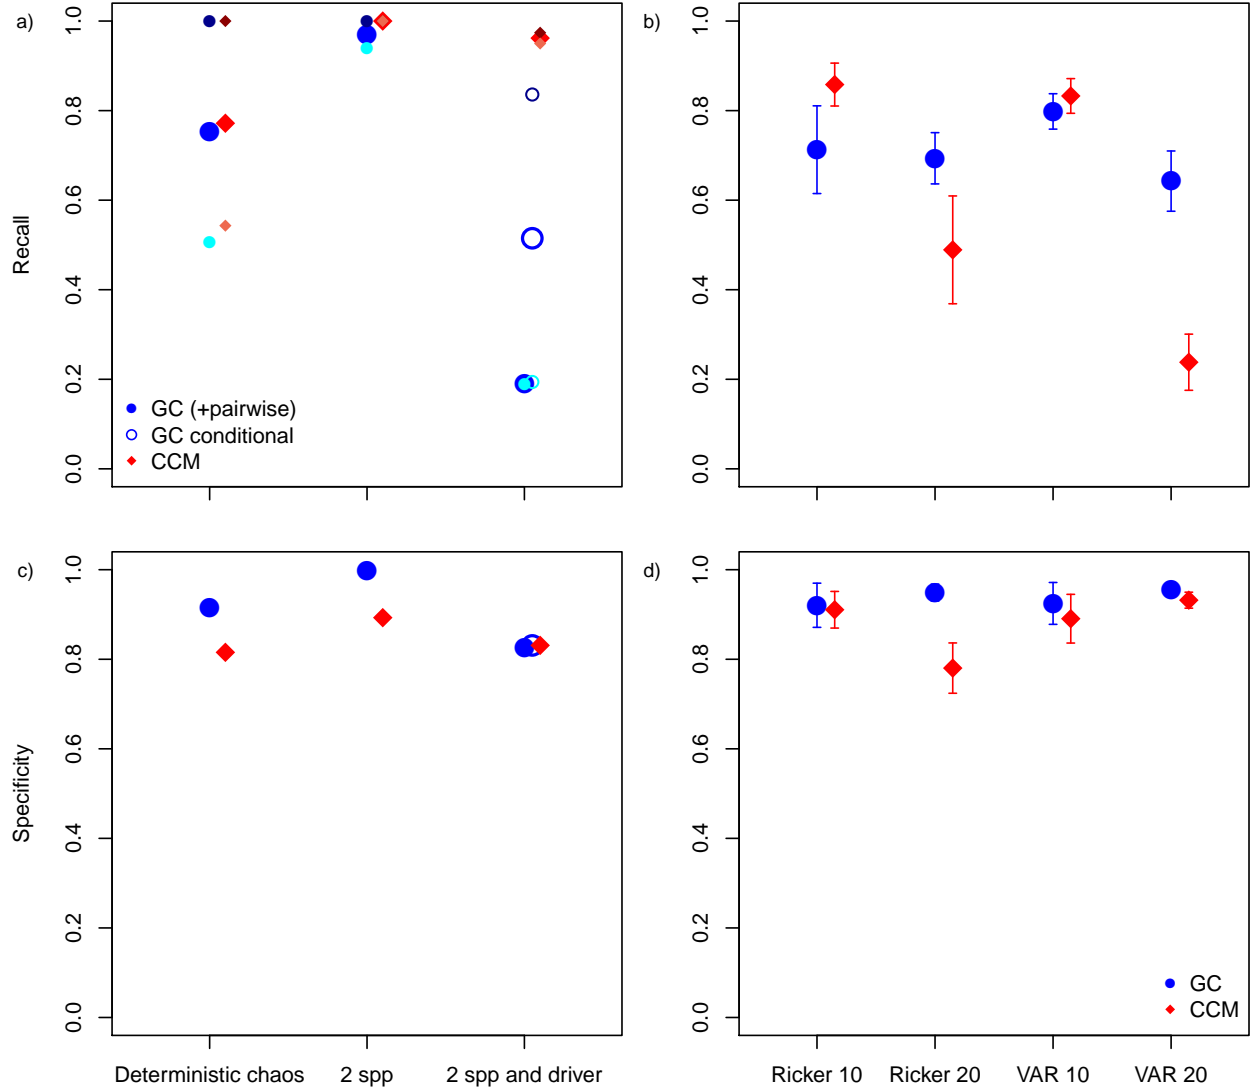 a)
1.0
0.8
0.6
0.4
0.2
0.0
Recall
GC (+pairwise)
GC conditional
CCM
b)
1.0
0.8
0.6
0.4
0.2
0.0
c)
1.0
0.8
0.6
0.4
0.2
0.0
Specificity
Deterministic chaos 2 spp 2 spp and driver
d)
1.0
0.8
0.6
0.4
0.2
0.0
GC
CCM
Ricker 10 Ricker 20 VAR 10 VAR 20